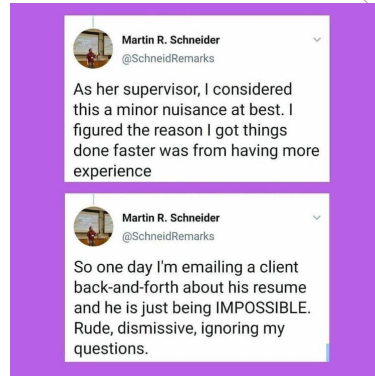 Martin R. Schneider
@SchneidRemarks
As her supervisor, I considered
this a minor nuisance at best. I
figured the reason I got things
done faster was from having more
experience
Martin R. Schneider
@SchneidRemarks
So one day I'm emailing a client
back-and-forth about his resume
and he is just being IMPOSSIBLE.
Rude, dismissive, ignoring my
questions.